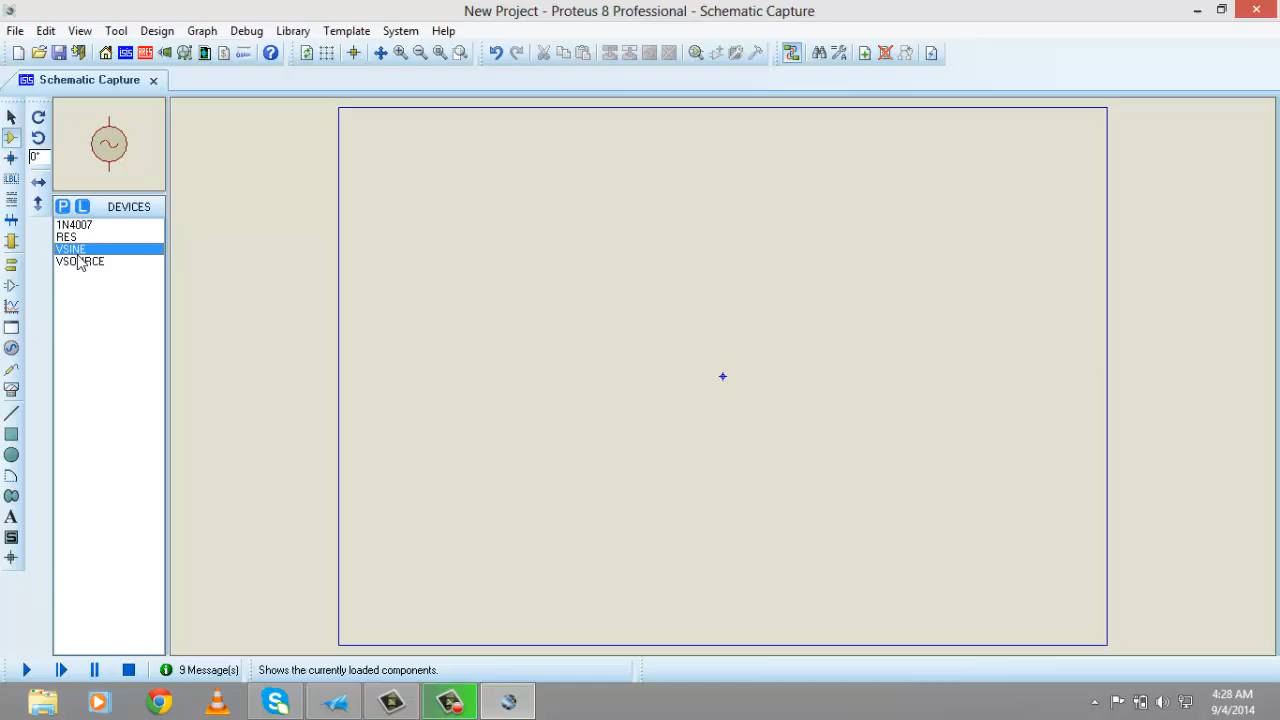 New Project - Proteus 8 Professional - Schematic Capture
File Edit View Tool Design Graph Debug Library Template System Help
Schematic Capture
0°
LBL
P L DEVICES
1N4007
RES
VSINE
VSOURCE
A
S
9 Message(s) Shows the currently loaded components.
4:28 AM
9/4/2014